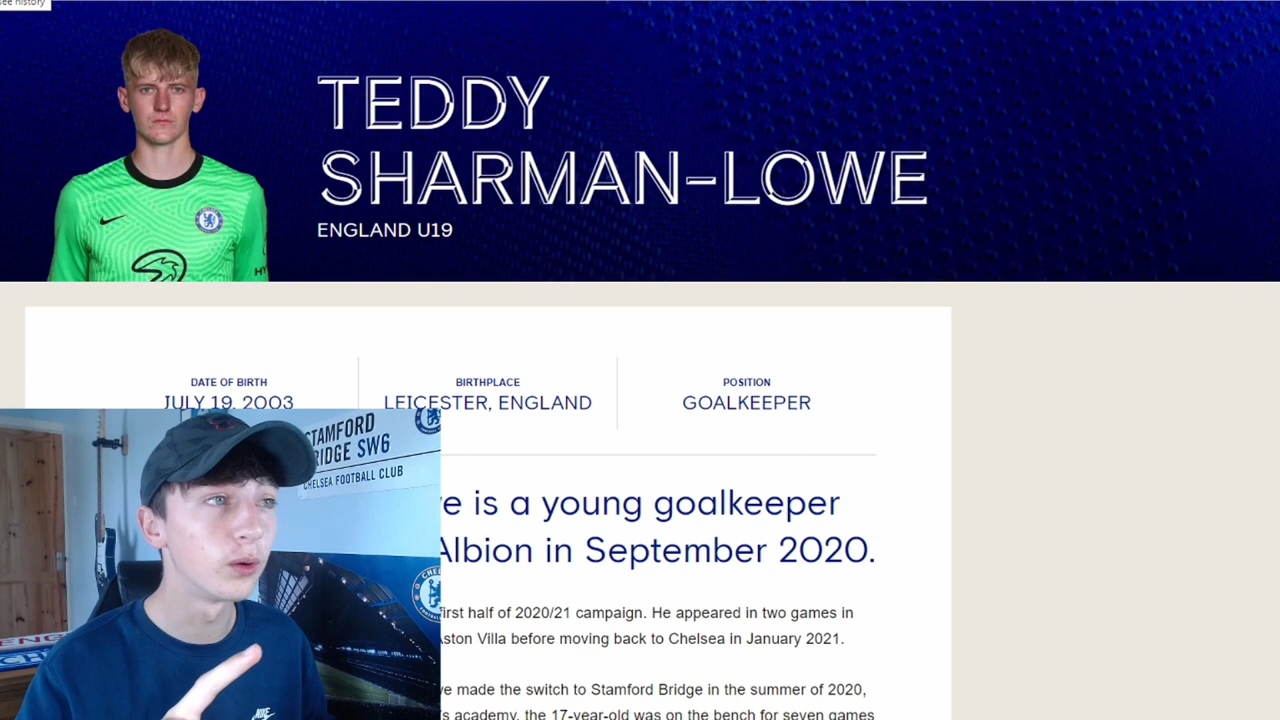 see history
TEDDY
SHARMAN-LOWE
ENGLAND U19
DATE OF BIRTH
JULY 19, 2003
BIRTHPLACE
LEICESTER, ENGLAND
POSITION
GOALKEEPER
STAMFORD
BRIDGE SW6
CHELSEA FOOTBALL CLUB
is a young goalkeeper
Albion in September 2020.
first half of 2020/21 campaign. He appeared in two games in
Aston Villa before moving back to Chelsea in January 2021.
made the switch to Stamford Bridge in the summer of 2020,
academy, the 17-year-old was on the bench for seven games